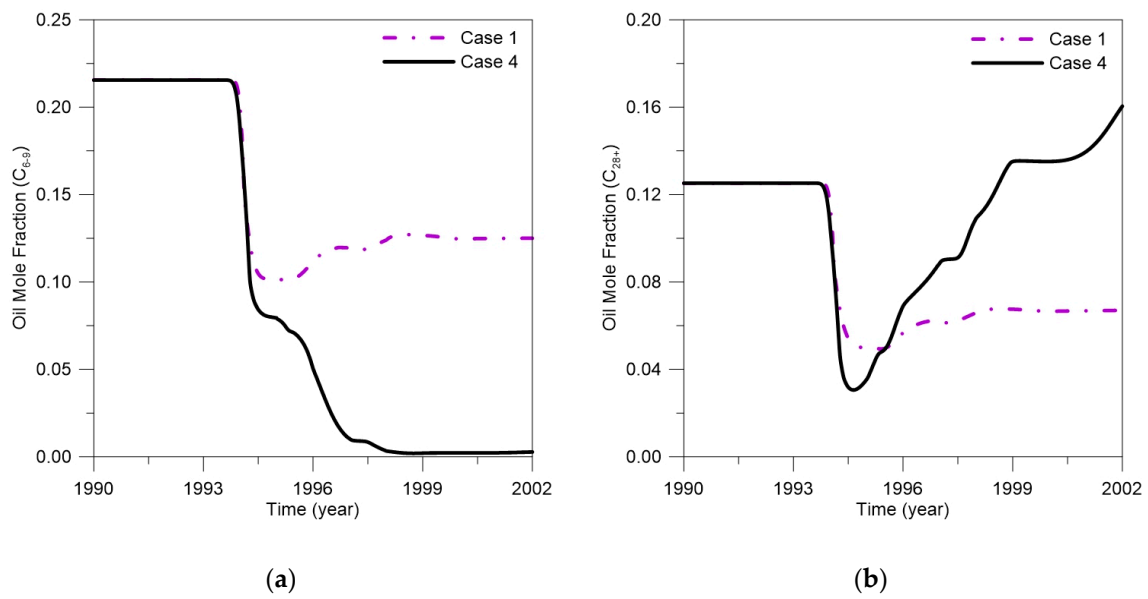 0.25
0.20
0.15
0.10
0.05
0.00
Oil Mole Fraction (C6-9)
Case 1
Case 4
1990
1993
1996
1999
2002
Time (year)
(a)
0.20
0.16
0.12
0.08
0.04
0.00
Oil Mole Fraction (C28+)
Case 1
Case 4
1990
1993
1996
1999
2002
Time (year)
(b)